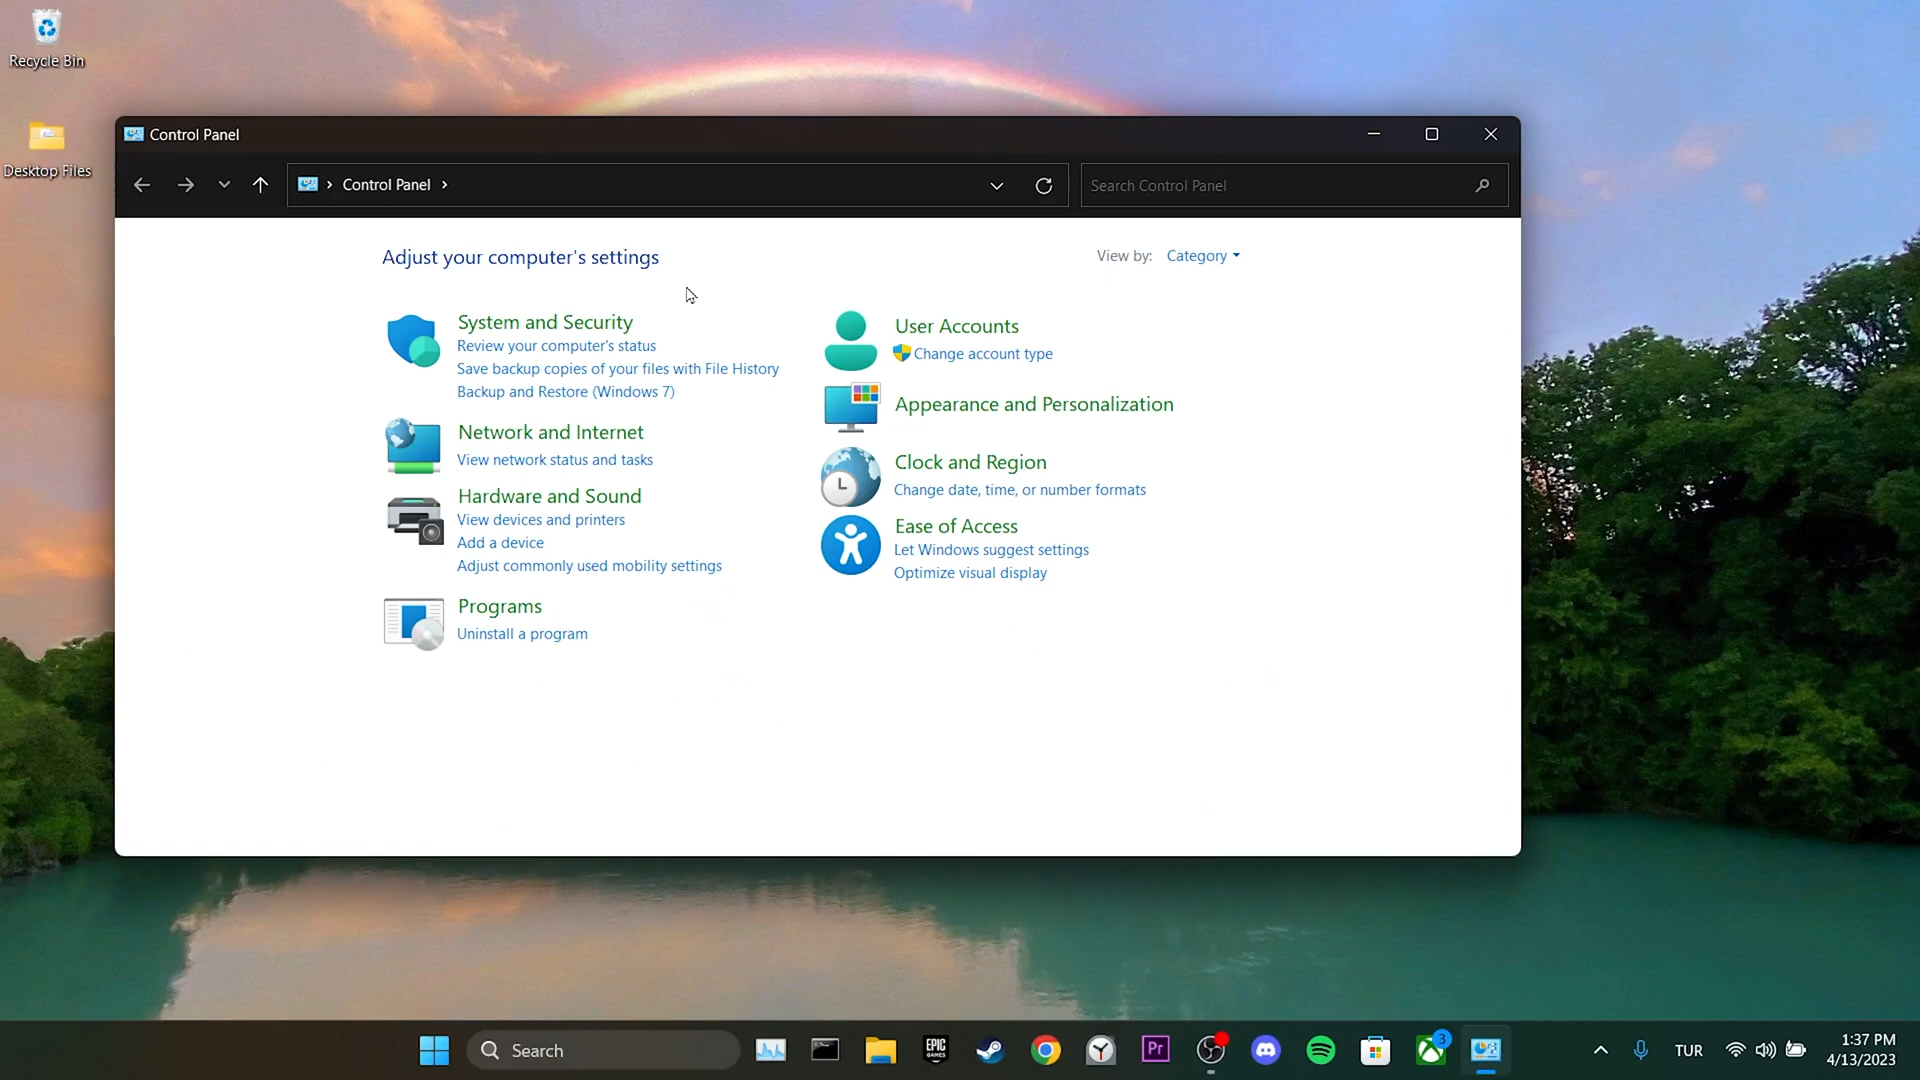 Recycle Bin
Desktop Files
Control Panel
Control Panel
Search Control Panel
Adjust your computer's settings
View by: Category
System and Security
Review your computer's status
Save backup copies of your files with File History
Backup and Restore (Windows 7)
Network and Internet
View network status and tasks
Hardware and Sound
View devices and printers
Add a device
Adjust commonly used mobility settings
Programs
Uninstall a program
User Accounts
Change account type
Appearance and Personalization
Clock and Region
Change date, time, or number formats
Ease of Access
Let Windows suggest settings
Optimize visual display
Search
EPIC
GAMES
Pr
3
TUR
1:37 PM
4/13/2023